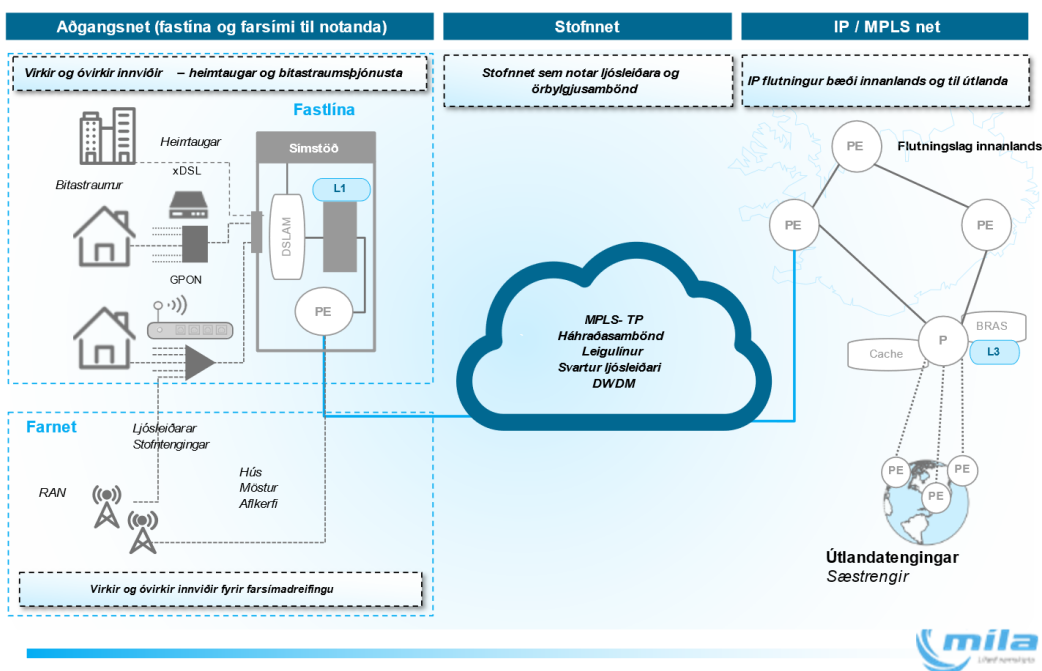 Aðgangsnet (fastína og farsími til notanda)
Stofnnet
IP / MPLS net
Virkir og óvirkir innviðir – heimtaugar og bitastraumsþjónusta
Stofnnet sem notar ljósleiðara og
örbylgjusambönd
IP flutningur bæði innanlands og til útlanda
Fastlína
Heimtaugar
xDSL
Bitastraumur
GPON
Símstöð
L1
DSLAM
PE
MPLS- TP
Háhraðasambönd
Leigulínur
Svartur ljósleiðari
DWDM
PE
Flutningslag innanlands
PE
PE
BRAS
P
Cache
L3
PE
PE
PE
Útlandatengingar
Sæstrengir
Farnet
Ljósleiðarar
Stofntengingar
RAN
Hús
Möstur
Aflkerfi
Virkir og óvirkir innviðir fyrir farsímadreifingu
míla